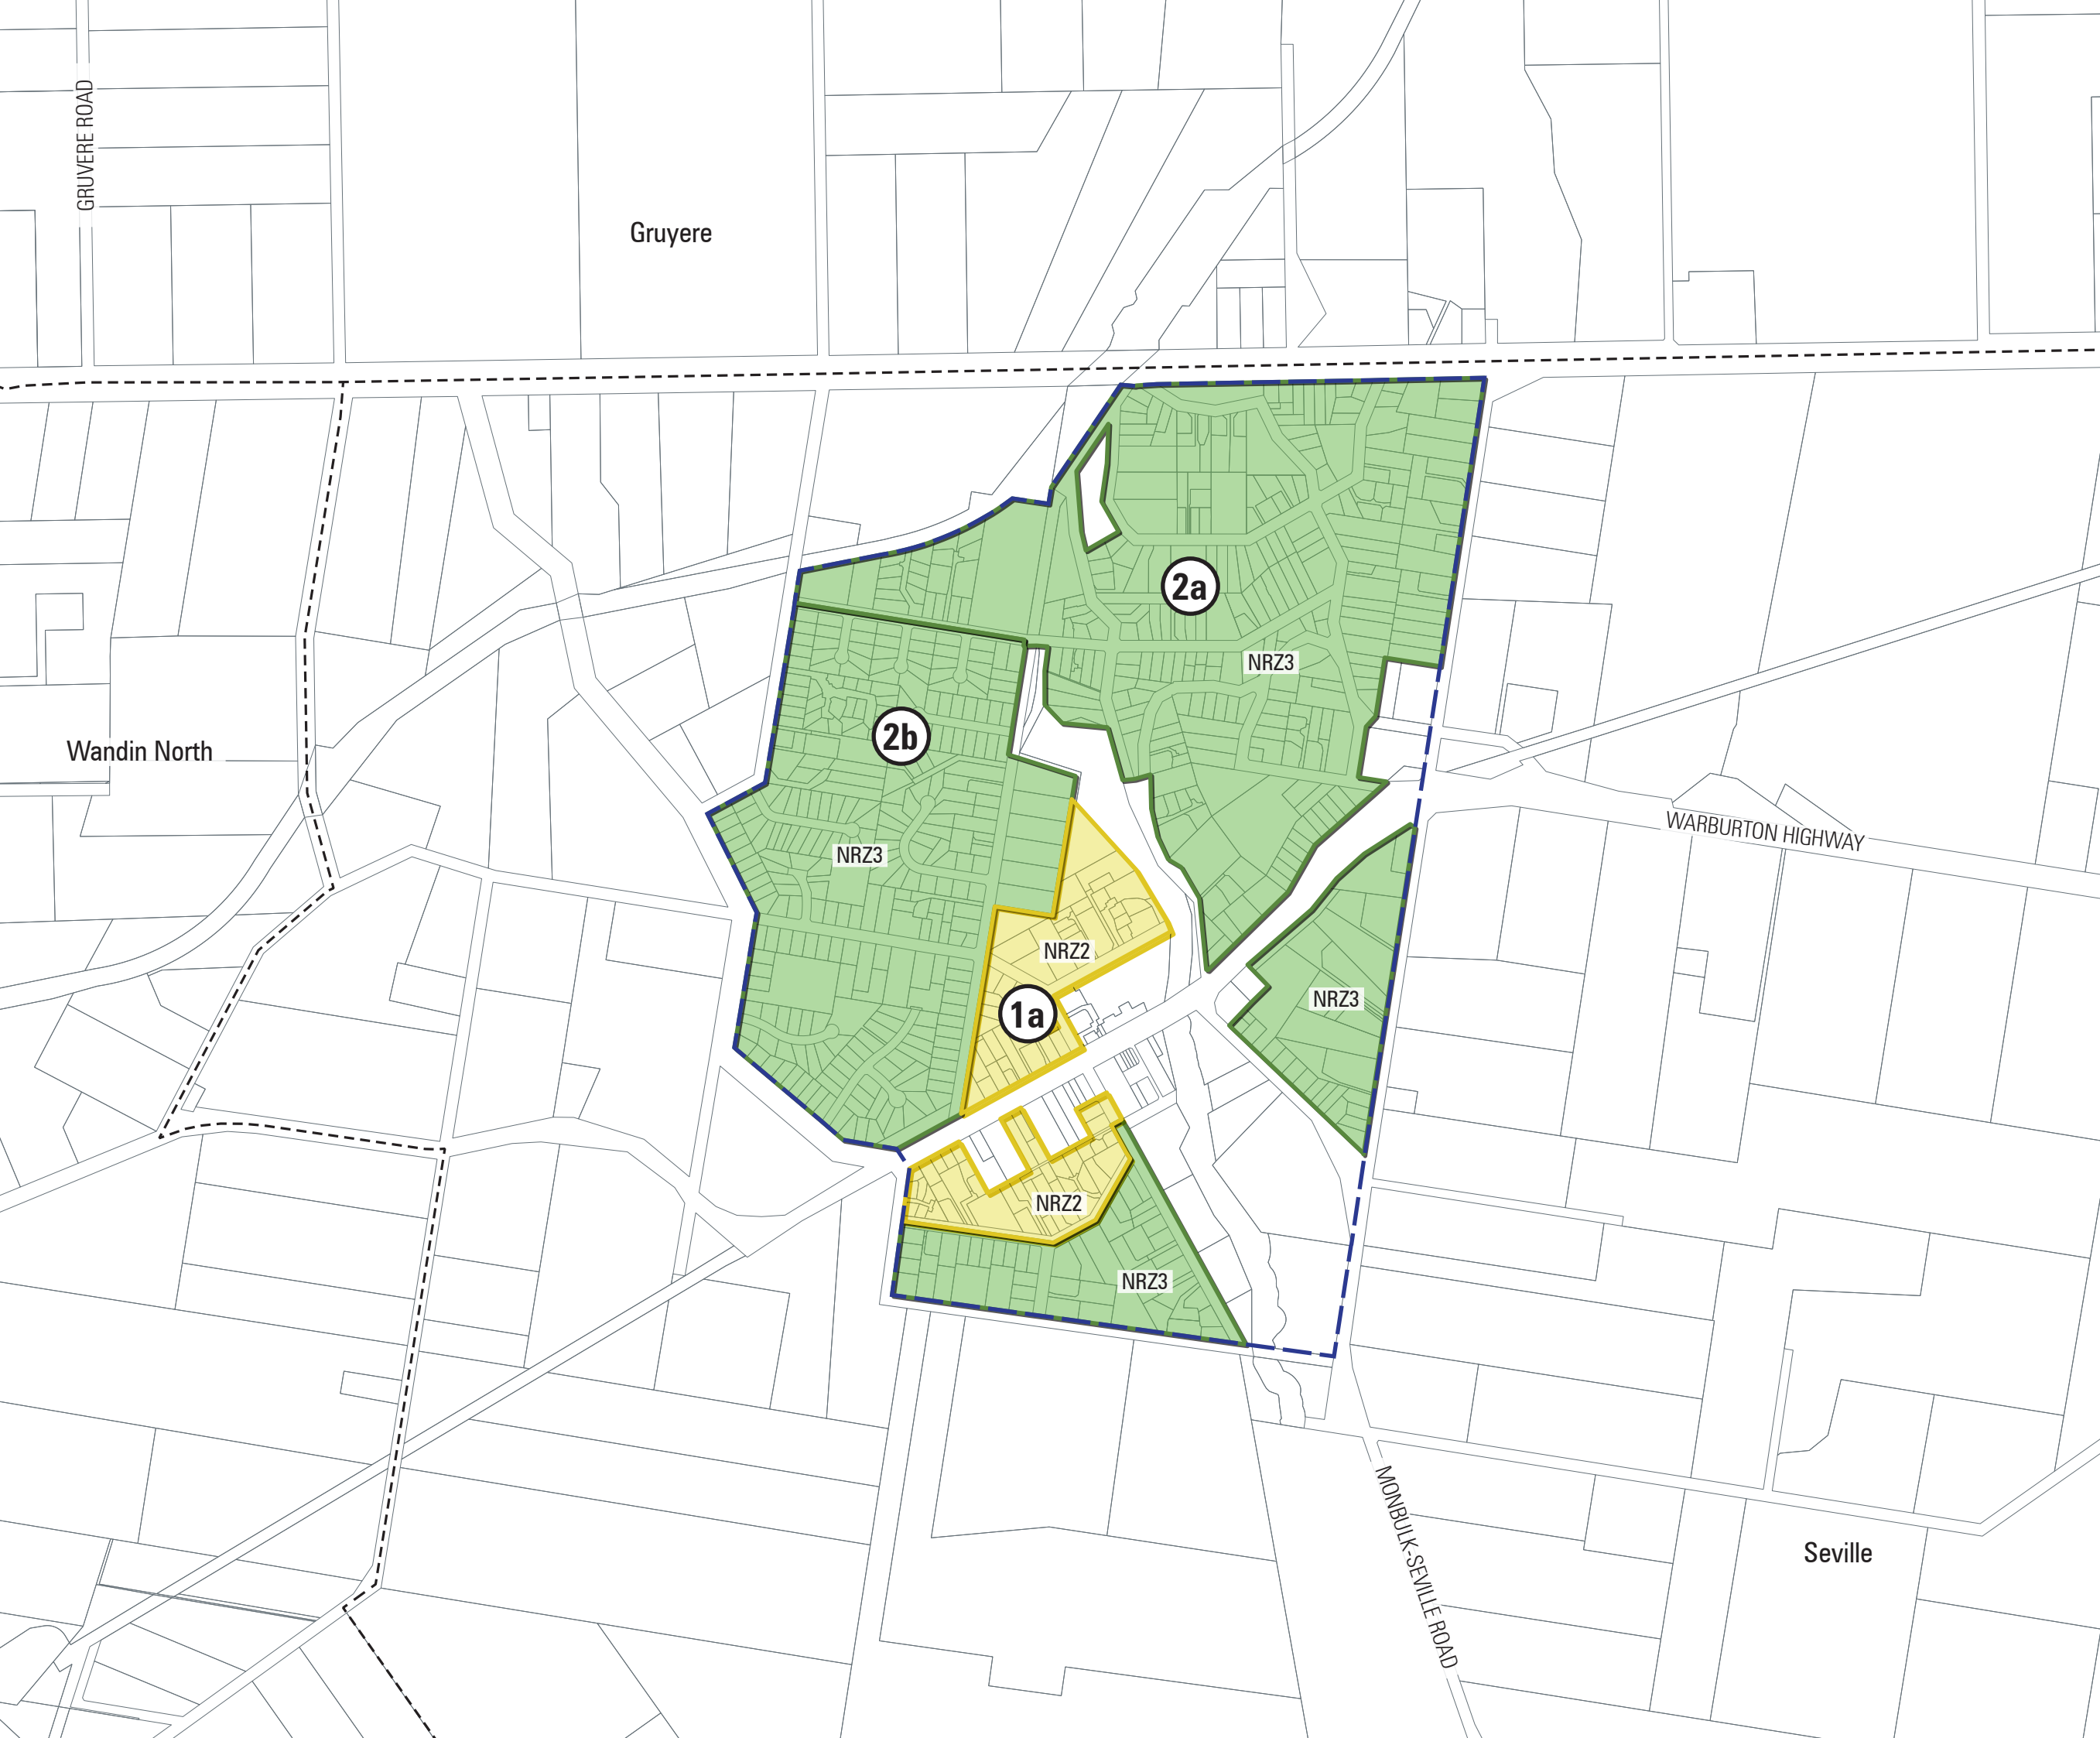 GRUYERE ROAD
Gruyere
2a
NRZ3
2b
Wandin North
WARBURTON HIGHWAY
NRZ3
NRZ2
NRZ3
1a
NRZ2
NRZ3
MONBULK-SEVILLE ROAD
Seville